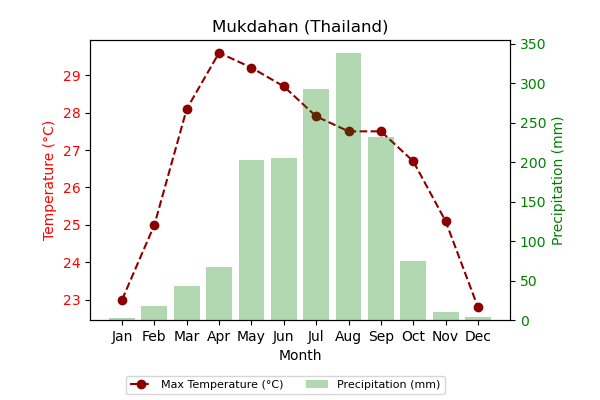 Mukdahan (Thailand)
Temperature (°C)
29
28
27
26
25
24
23
350
300
250
200
150
100
50
0
Precipitation (mm)
Jan Feb Mar Apr May Jun Jul Aug Sep Oct Nov Dec
Month
Max Temperature (°C) Precipitation (mm)